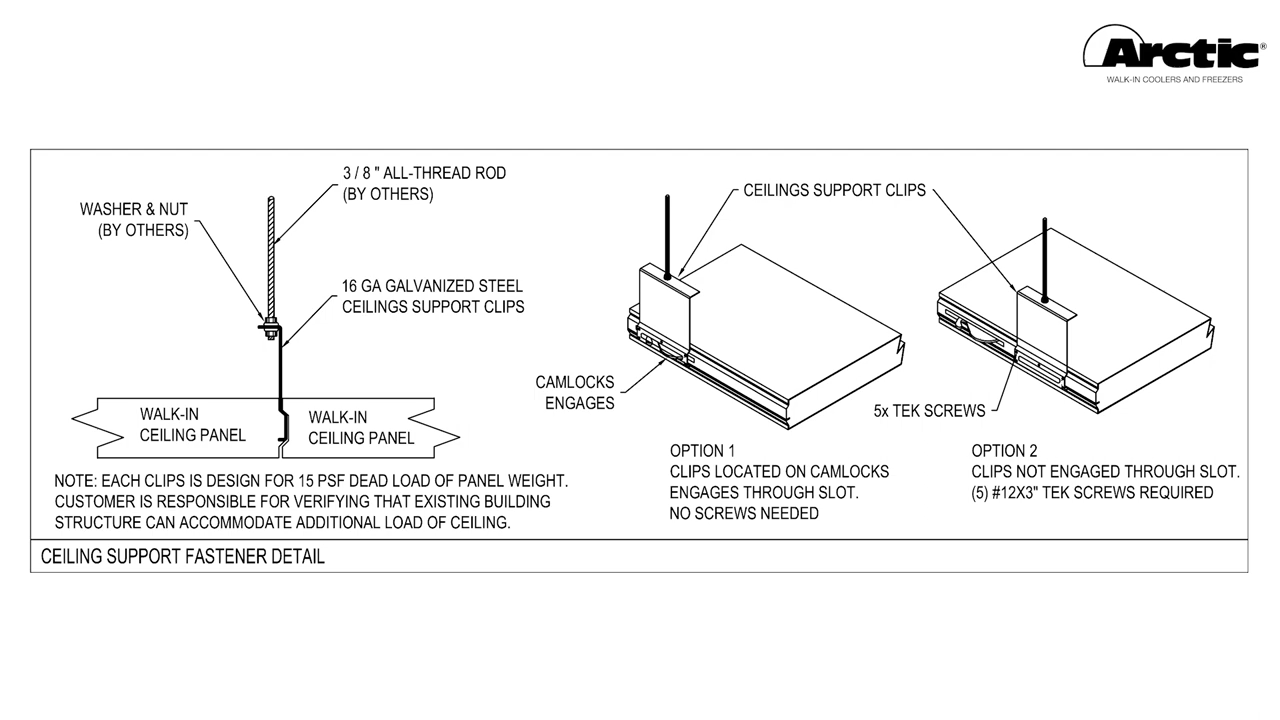 Arctic®
WALK-IN COOLERS AND FREEZERS
3 / 8 " ALL-THREAD ROD
(BY OTHERS)
WASHER & NUT
(BY OTHERS)
16 GA GALVANIZED STEEL
CEILINGS SUPPORT CLIPS
WALK-IN
CEILING PANEL
WALK-IN
CEILING PANEL
NOTE: EACH CLIPS IS DESIGN FOR 15 PSF DEAD LOAD OF PANEL WEIGHT.
CUSTOMER IS RESPONSIBLE FOR VERIFYING THAT EXISTING BUILDING
STRUCTURE CAN ACCOMMODATE ADDITIONAL LOAD OF CEILING.
CEILINGS SUPPORT CLIPS
CAMLOCKS
ENGAGES
5x TEK SCREWS
OPTION 1
CLIPS LOCATED ON CAMLOCKS
ENGAGES THROUGH SLOT.
NO SCREWS NEEDED
OPTION 2
CLIPS NOT ENGAGED THROUGH SLOT.
(5) #12X3" TEK SCREWS REQUIRED
CEILING SUPPORT FASTENER DETAIL